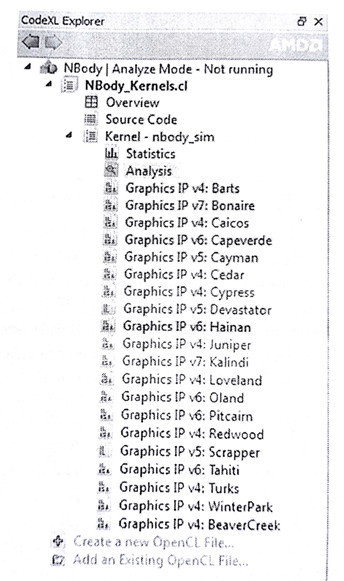 CodeXL Explorer
AMD
NBody | Analyze Mode - Not running
NBody_Kernels.cl
Overview
Source Code
Kernel - nbody_sim
Statistics
Analysis
Graphics IP v4: Barts
Graphics IP v7: Bonaire
Graphics IP v4: Caicos
Graphics IP v6: Capeverde
Graphics IP v5: Cayman
Graphics IP v4: Cedar
Graphics IP v4: Cypress
Graphics IP v5: Devastator
Graphics IP v6: Hainan
Graphics IP v4: Juniper
Graphics IP v7: Kalindi
Graphics IP v4: Loveland
Graphics IP v6: Oland
Graphics IP v6: Pitcairn
Graphics IP v4: Redwood
Graphics IP v5: Scrapper
Graphics IP v6: Tahiti
Graphics IP v4: Turks
Graphics IP v4: WinterPark
Graphics IP v4: BeaverCreek
Create a new OpenCL File...
Add an Existing OpenCL File...